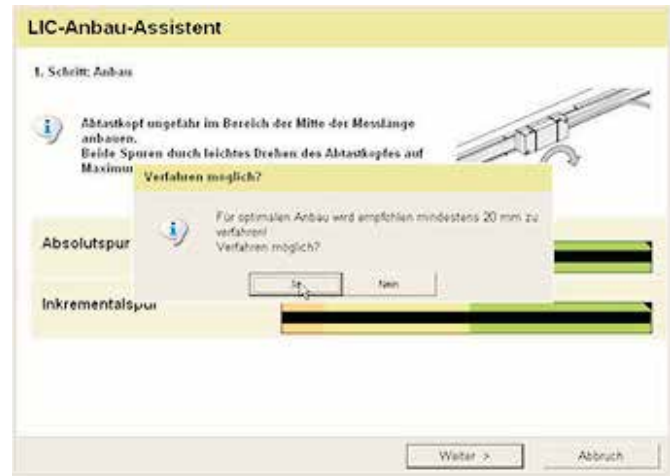 LIC-Anbau-Assistent
1. Schritt: Anbau
Abtastkopf ungefähr im Bereich der Mitte der Messlänge
anbauen.
Beide Spuren durch leichtes Drehen des Abtastkopfes auf
Verfahren möglich?
Für optimalen Anbau wird empfohlen mindestens 20 mm zu
verfahren!
Verfahren möglich?
Absolutspur
Ja
Nein
Inkrementalspur
Weiter >
Abbruch